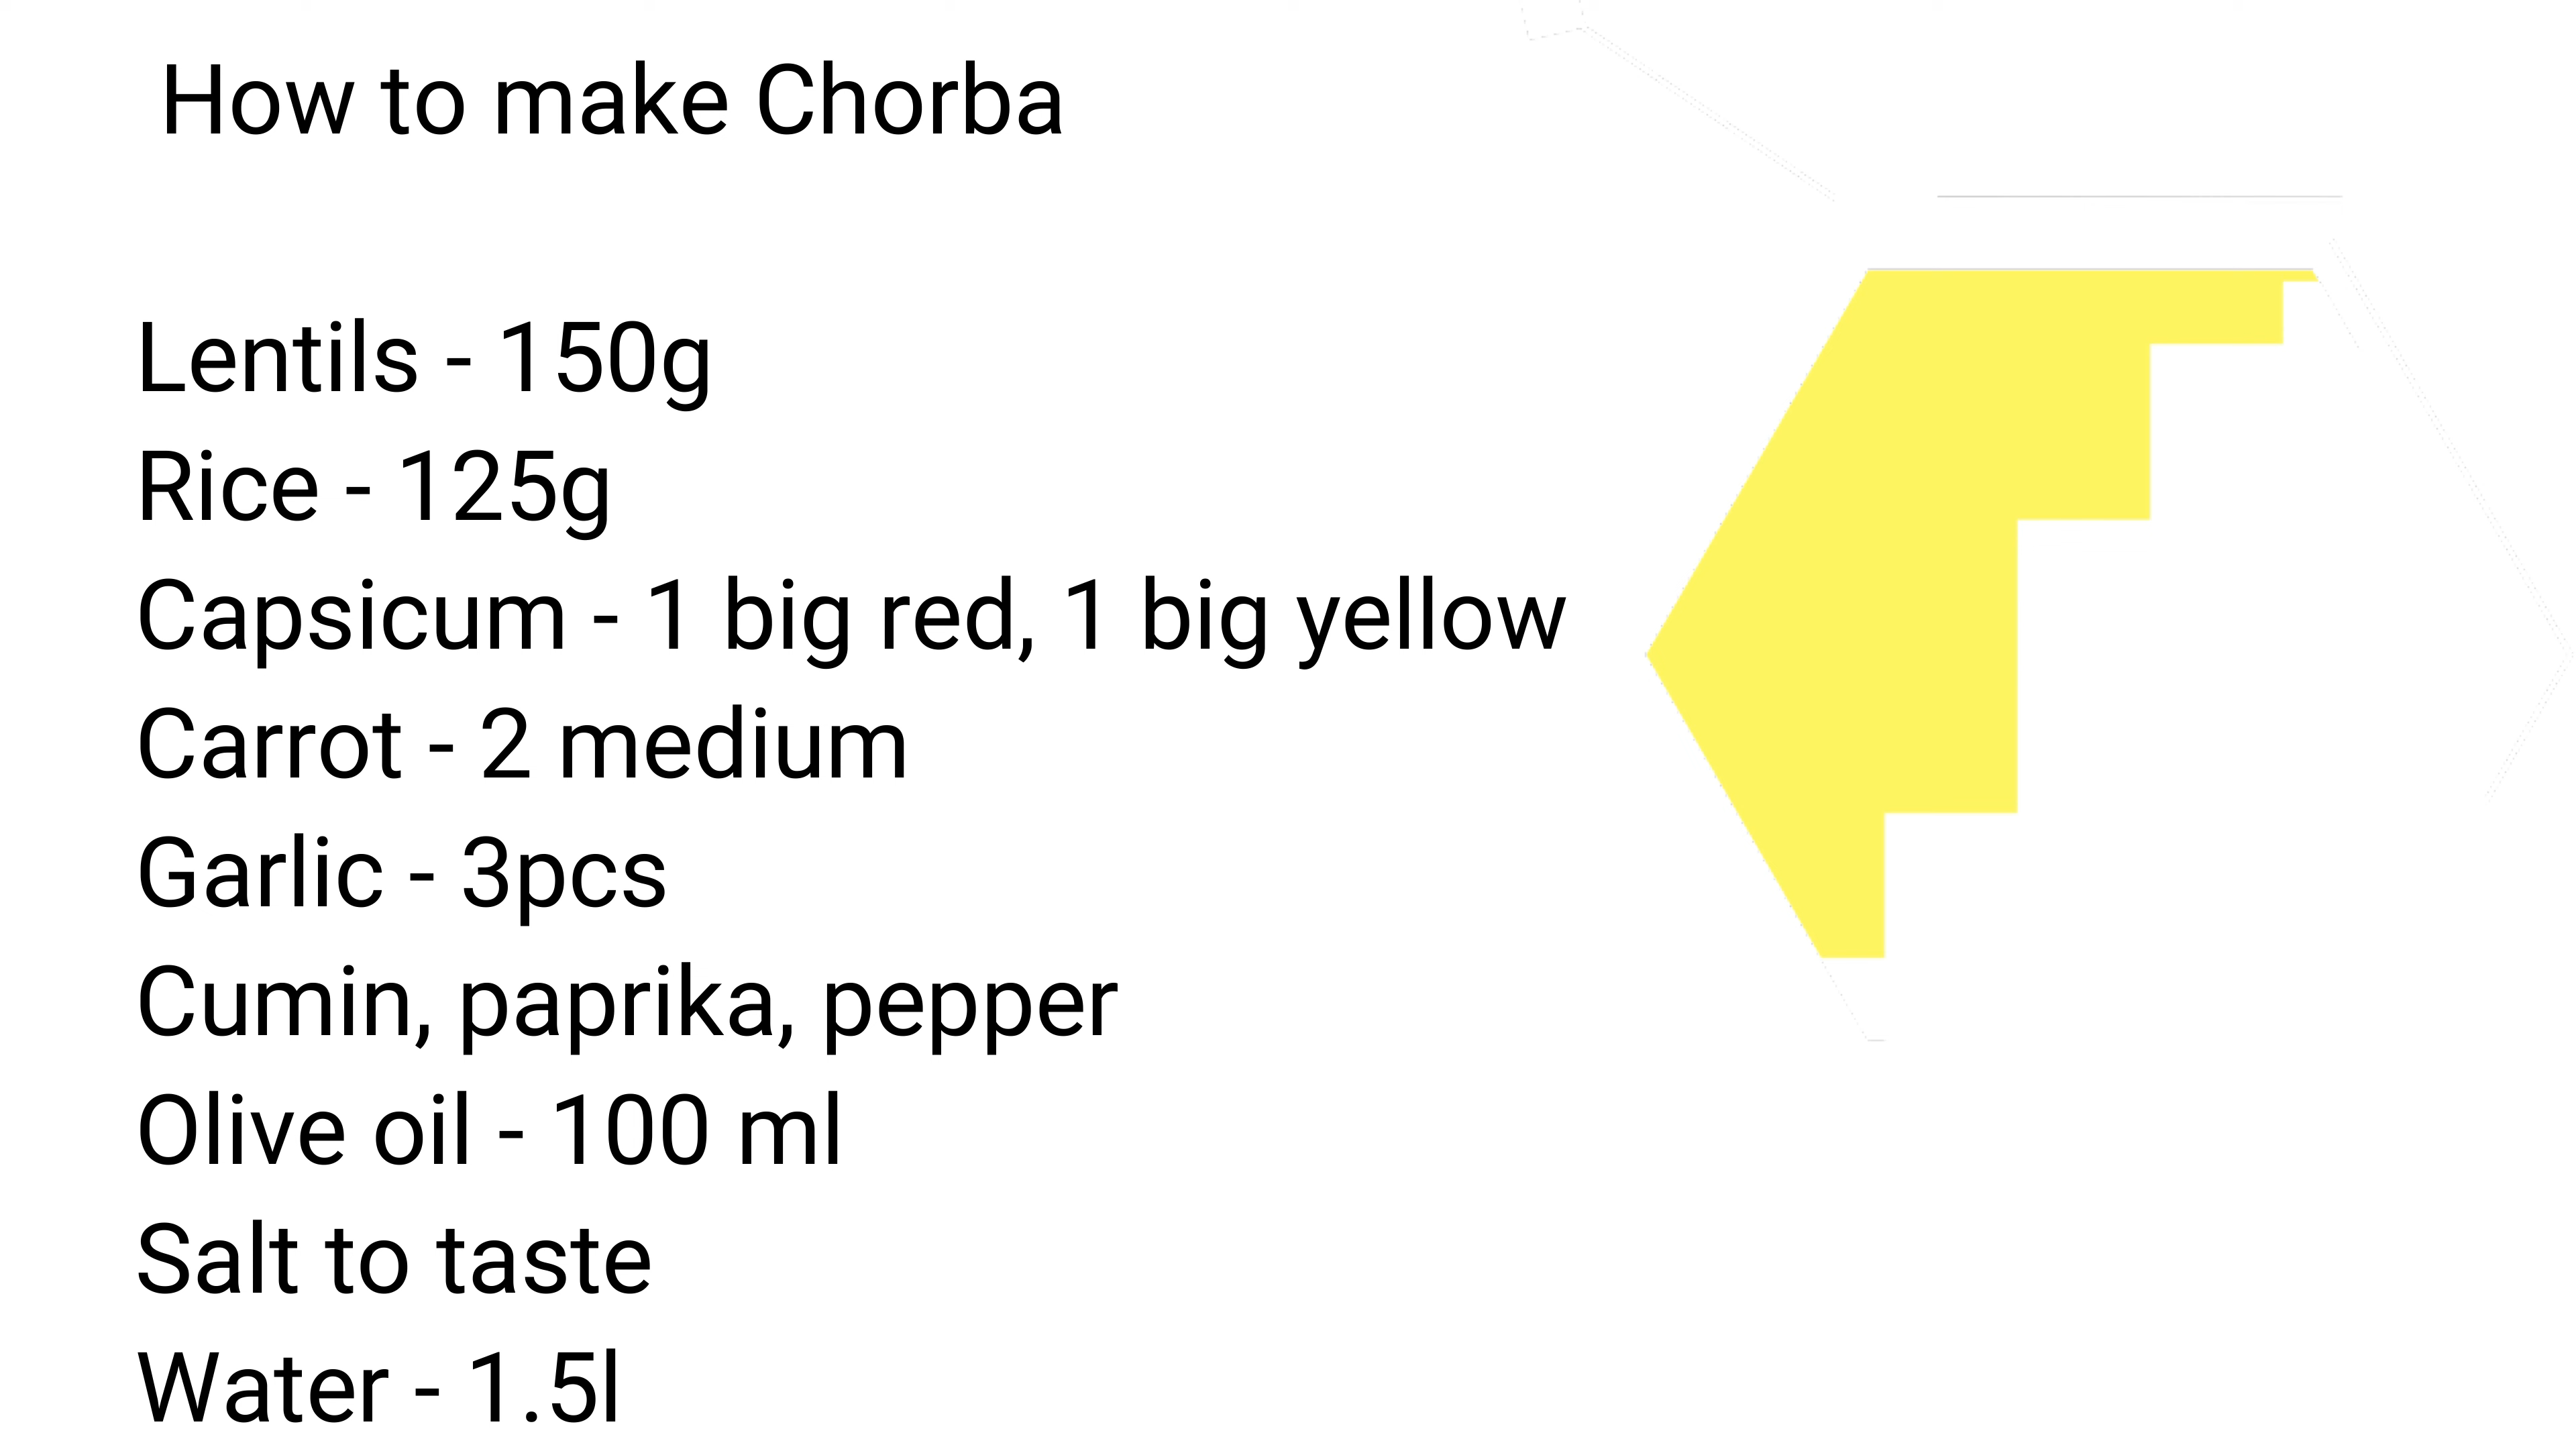 How to make Chorba
Lentils - 150g
Rice - 125g
Capsicum - 1 big red, 1 big yellow
Carrot - 2 medium
Garlic - 3pcs
Cumin, paprika, pepper
Olive oil - 100 ml
Salt to taste
Water - 1.5l